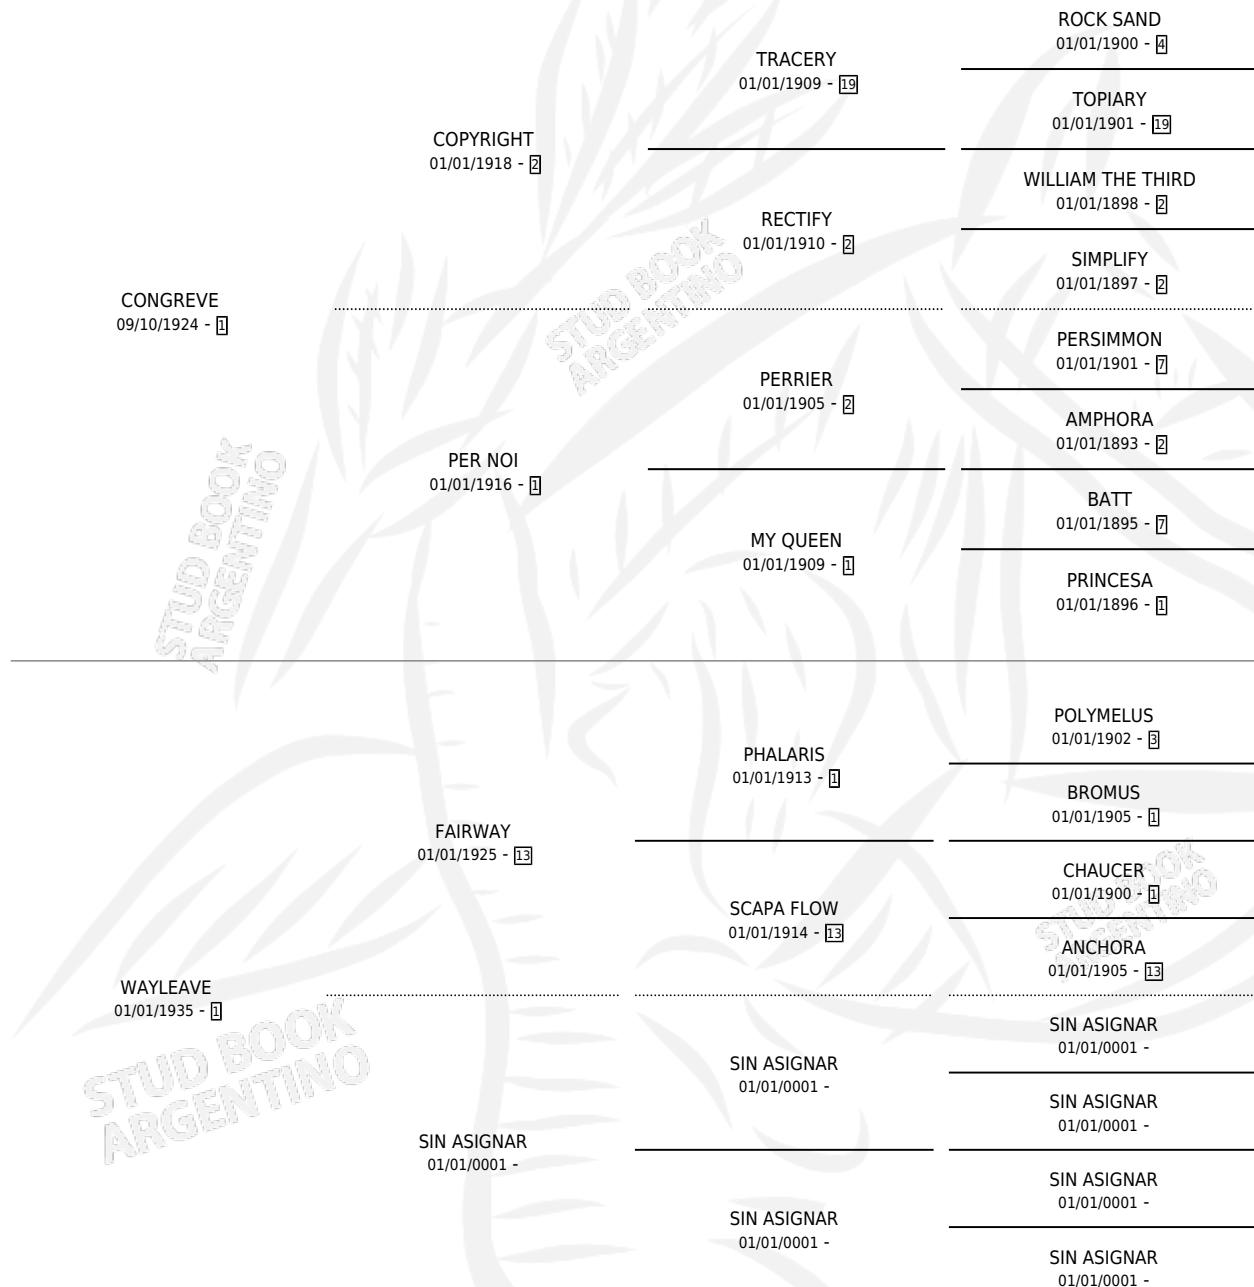 ROCK SAND
01/01/1900 - 4
TRACERY
01/01/1909 - 19
TOPIARY
01/01/1901 - 19
COPYRIGHT
01/01/1918 - 2
WILLIAM THE THIRD
01/01/1898 - 2
RECTIFY
01/01/1910 - 2
SIMPLIFY
01/01/1897 - 2
CONGREVE
09/10/1924 - 1
PERSIMMON
01/01/1901 - 7
PERRIER
01/01/1905 - 2
AMPHORA
01/01/1893 - 2
PER NOI
01/01/1916 - 1
BATT
01/01/1895 - 7
MY QUEEN
01/01/1909 - 1
PRINCESA
01/01/1896 - 1
STUD BOOK
ARGENTINO
STUD BOOK
ARGENTINO
POLYMELUS
01/01/1902 - 3
PHALARIS
01/01/1913 - 1
BROMUS
01/01/1905 - 1
FAIRWAY
01/01/1925 - 13
CHAUCER
01/01/1900 - 1
SCAPA FLOW
01/01/1914 - 13
ANCHORA
01/01/1905 - 13
STUD BOOK
ARGENTINO
WAYLEAVE
01/01/1935 - 1
SIN ASIGNAR
01/01/0001 -
SIN ASIGNAR
01/01/0001 -
SIN ASIGNAR
01/01/0001 -
SIN ASIGNAR
01/01/0001 -
SIN ASIGNAR
01/01/0001 -
SIN ASIGNAR
01/01/0001 -
SIN ASIGNAR
01/01/0001 -
STUD BOOK
ARGENTINO